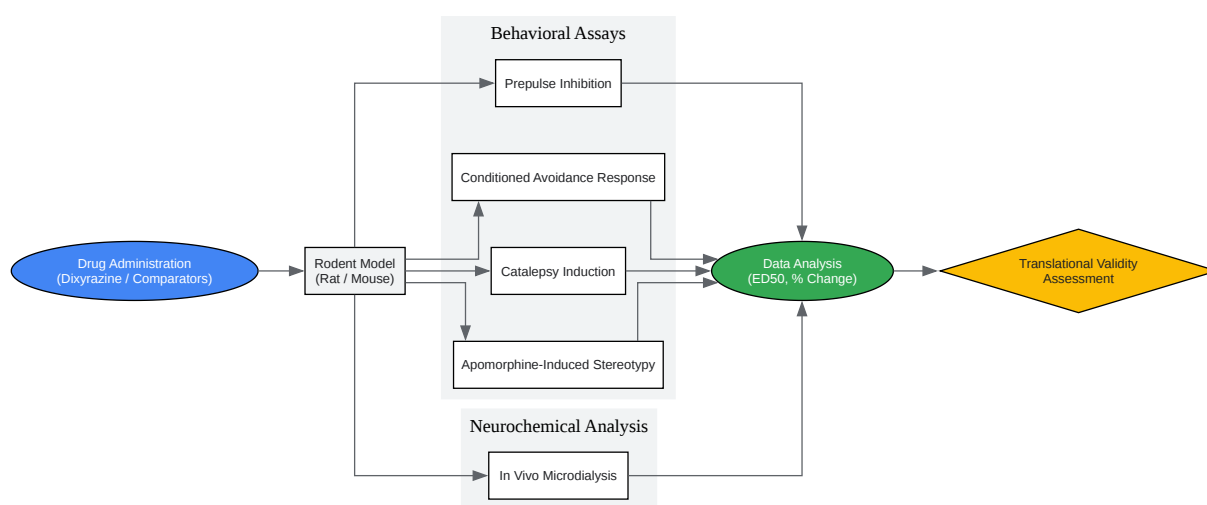 Behavioral Assays
Prepulse Inhibition
Conditioned Avoidance Response
Drug Administration
(Dixyrazine / Comparators)
Rodent Model
(Rat / Mouse)
Catalepsy Induction
Data Analysis
(ED50, % Change)
Translational Validity
Assessment
Apomorphine-Induced Stereotypy
Neurochemical Analysis
In Vivo Microdialysis